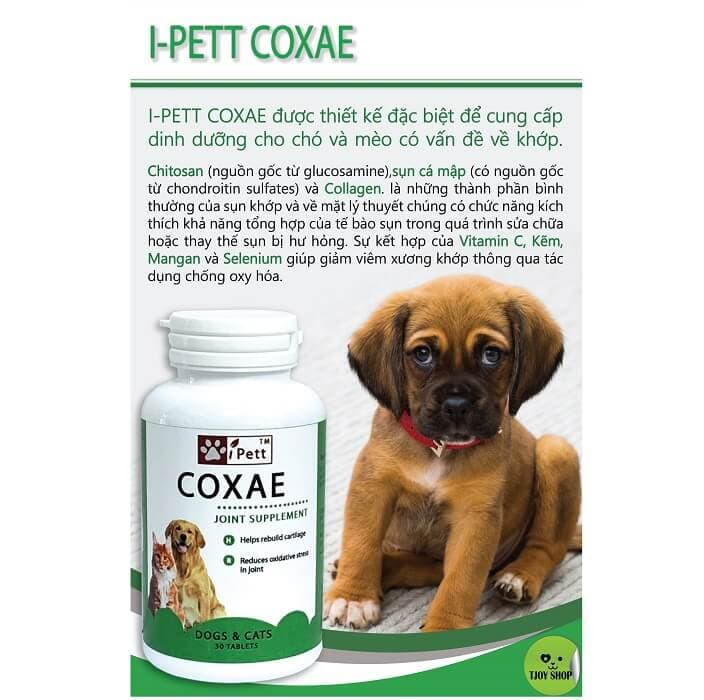 I-PETT COXAE
I-PETT COXAE được thiết kế đặc biệt để cung cấp
dinh dưỡng cho chó và mèo có vấn đề về khớp.
Chitosan (nguồn gốc từ glucosamine),sụn cá mập (có nguồn gốc
từ chondroitin sulfates) và Collagen. là những thành phần bình
thường của sụn khớp và về mặt lý thuyết chúng có chức năng kích
thích khả năng tổng hợp của tế bào sụn trong quá trình sửa chữa
hoặc thay thế sụn bị hư hỏng. Sự kết hợp của Vitamin C, Kẽm,
Mangan và Selenium giúp giảm viêm xương khớp thông qua tác
dụng chống oxy hóa.
i Pett TM
COXAE
JOINT SUPPLEMENT
Helps rebuild cartilage
Reduces oxidative stress
in joint
DOGS & CATS
30 TABLETS
TJOY SHOP